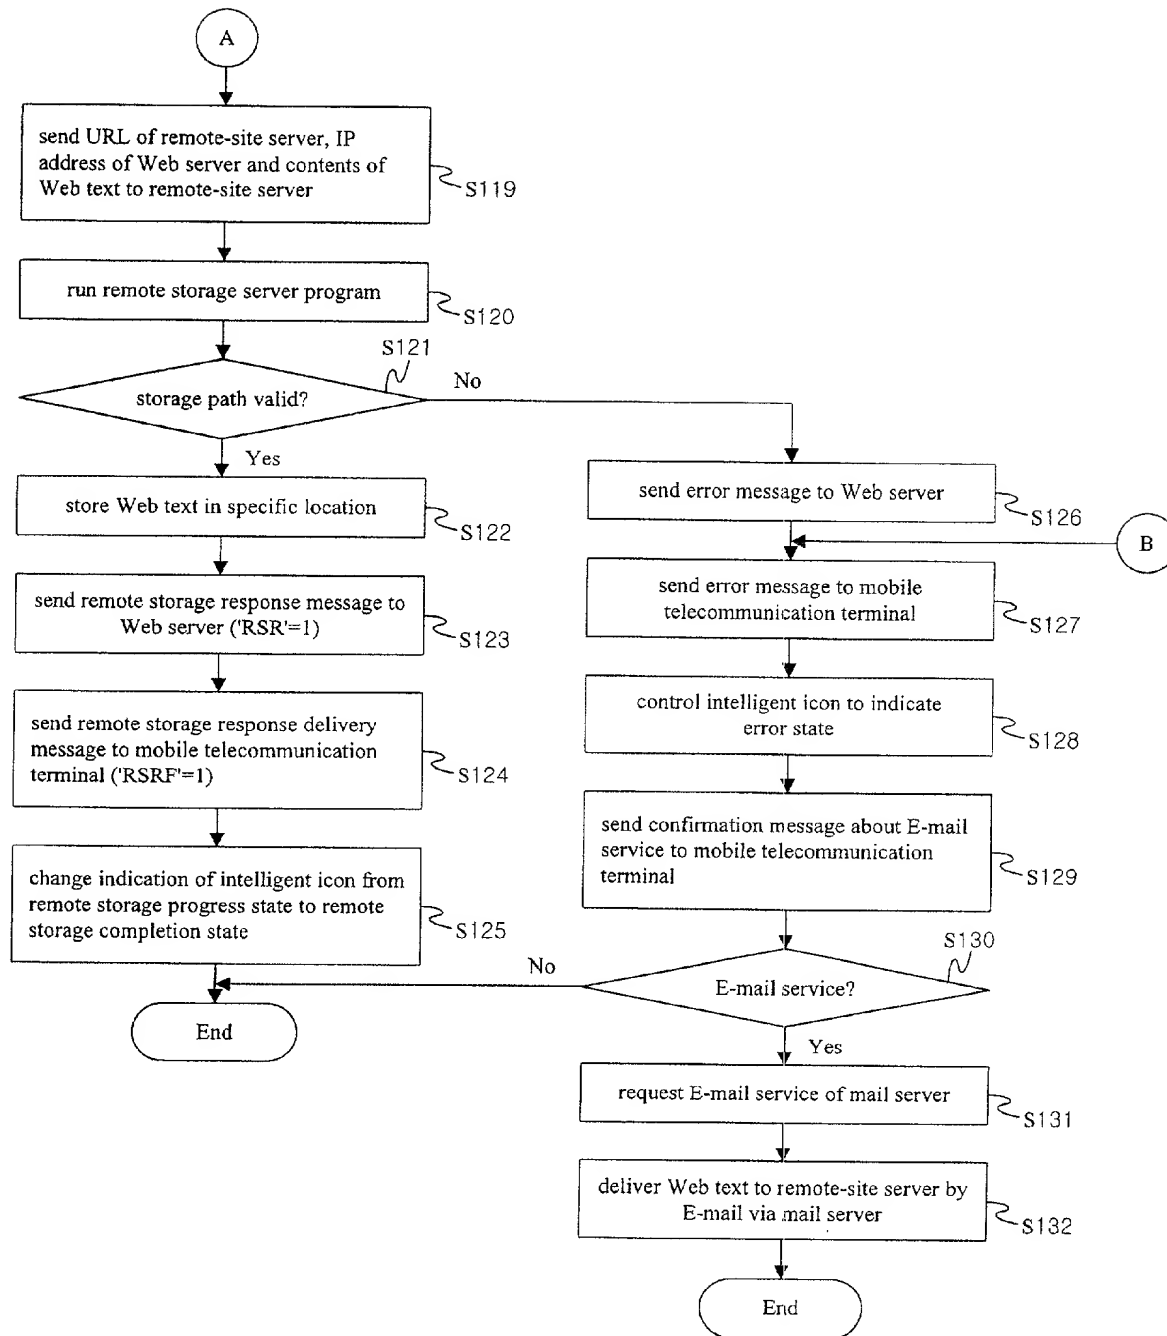 A
send URL of remote-site server, IP
address of Web server and contents of
Web text to remote-site server
S119
run remote storage server program
S120
S121
storage path valid?
No
Yes
store Web text in specific location
S122
send remote storage response message to
Web server ('RSR'=1)
S123
send remote storage response delivery
message to mobile telecommunication
terminal ('RSRF'=1)
S124
change indication of intelligent icon from
remote storage progress state to remote
storage completion state
S125
End
send error message to Web server
S126
B
send error message to mobile
telecommunication terminal
S127
control intelligent icon to indicate
error state
S128
send confirmation message about E-mail
service to mobile telecommunication
terminal
S129
S130
E-mail service?
No
Yes
request E-mail service of mail server
S131
deliver Web text to remote-site server by
E-mail via mail server
S132
End